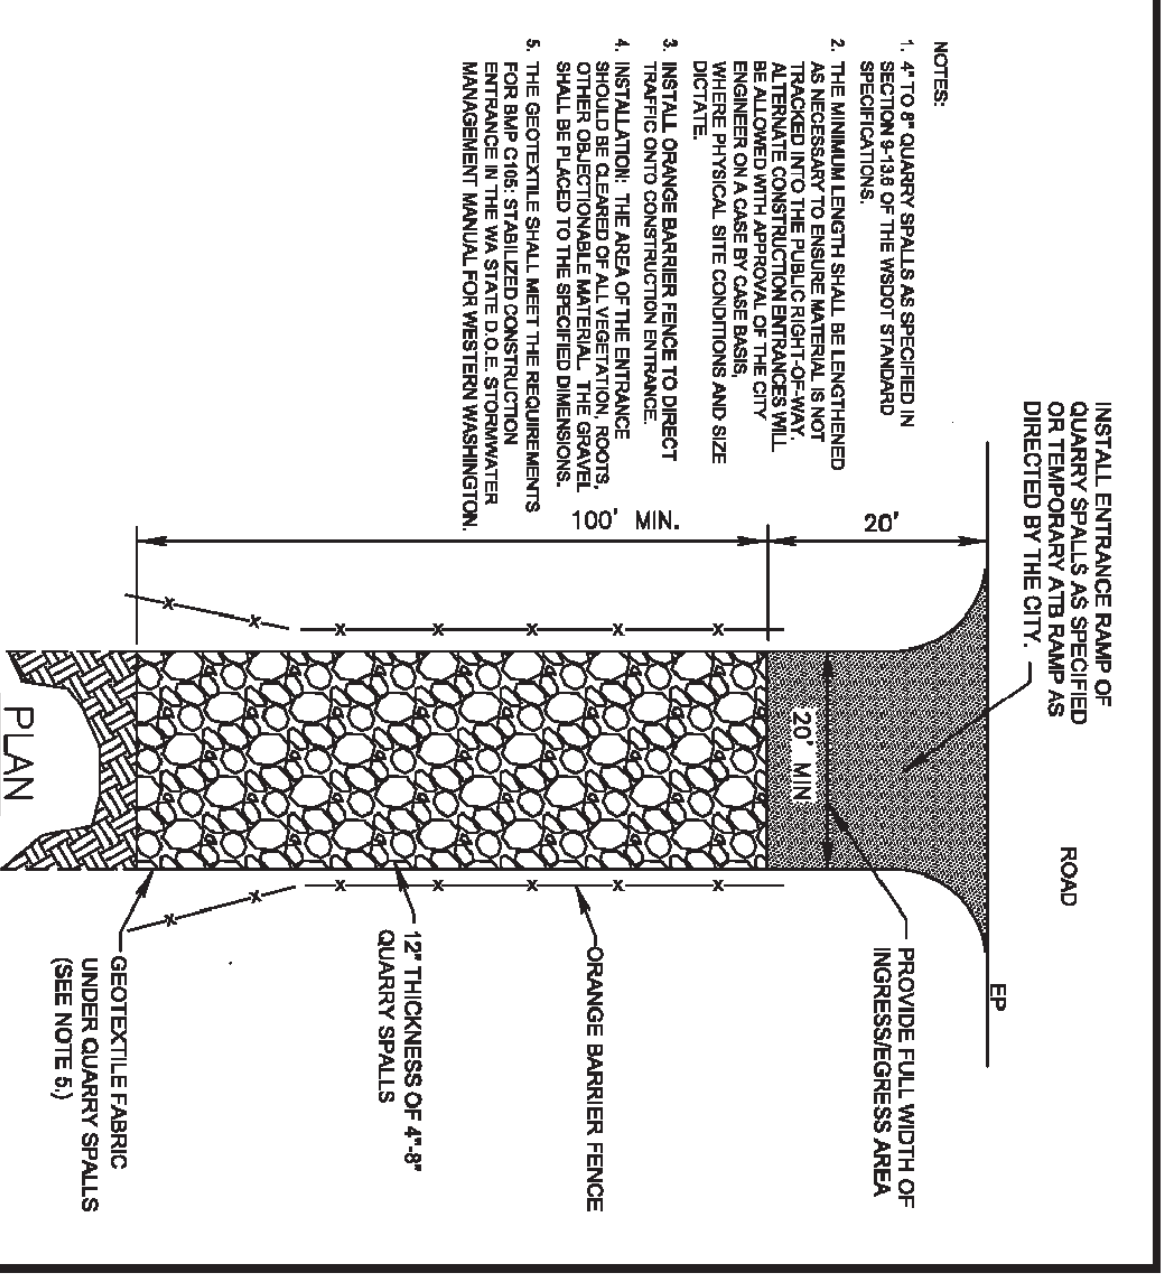 INSTALL ENTRANCE RAMP OF
QUARRY SPALLS AS SPECIFIED
OR TEMPORARY ATB RAMP AS
DIRECTED BY THE CITY.
ROAD
EP
20'
100' MIN.
20' MIN
PROVIDE FULL WIDTH OF
INGRESS/EGRESS AREA
ORANGE BARRIER FENCE
12" THICKNESS OF 4"-8"
QUARRY SPALLS
GEOTEXTILE FABRIC
UNDER QUARRY SPALLS
(SEE NOTE 5.)
PLAN
NOTES:
1. 4" TO 8" QUARRY SPALLS AS SPECIFIED IN
SECTION 9-13.6 OF THE WSDOT STANDARD
SPECIFICATIONS.
2. THE MINIMUM LENGTH SHALL BE LENGTHENED
AS NECESSARY TO ENSURE MATERIAL IS NOT
TRACKED INTO THE PUBLIC RIGHT-OF-WAY.
ALTERNATE CONSTRUCTION ENTRANCES WILL
BE ALLOWED WITH APPROVAL OF THE CITY
ENGINEER ON A CASE BY CASE BASIS,
WHERE PHYSICAL SITE CONDITIONS AND SIZE
DICTATE.
3. INSTALL ORANGE BARRIER FENCE TO DIRECT
TRAFFIC ONTO CONSTRUCTION ENTRANCE.
4. INSTALLATION: THE AREA OF THE ENTRANCE
SHOULD BE CLEARED OF ALL VEGETATION, ROOTS,
OTHER OBJECTIONABLE MATERIAL. THE GRAVEL
SHALL BE PLACED TO THE SPECIFIED DIMENSIONS.
5. THE GEOTEXTILE SHALL MEET THE REQUIREMENTS
FOR BMP C105: STABILIZED CONSTRUCTION
ENTRANCE IN THE WA STATE D.O.E. STORMWATER
MANAGEMENT MANUAL FOR WESTERN WASHINGTON.